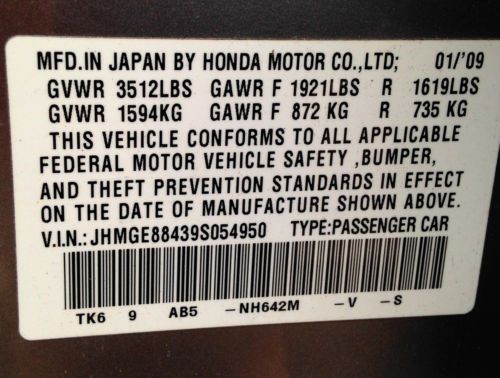 MFD.IN JAPAN BY HONDA MOTOR CO.,LTD; 01/'09
GVWR 3512LBS GAWR F 1921LBS R 1619LBS
GVWR 1594KG GAWR F 872 KG R 735 KG
THIS VEHICLE CONFORMS TO ALL APPLICABLE
FEDERAL MOTOR VEHICLE SAFETY ,BUMPER,
AND THEFT PREVENTION STANDARDS IN EFFECT
ON THE DATE OF MANUFACTURE SHOWN ABOVE.
V.I.N.: JHMGE88439S054950 TYPE:PASSENGER CAR
TK6 9 AB5 -NH642M -V -S